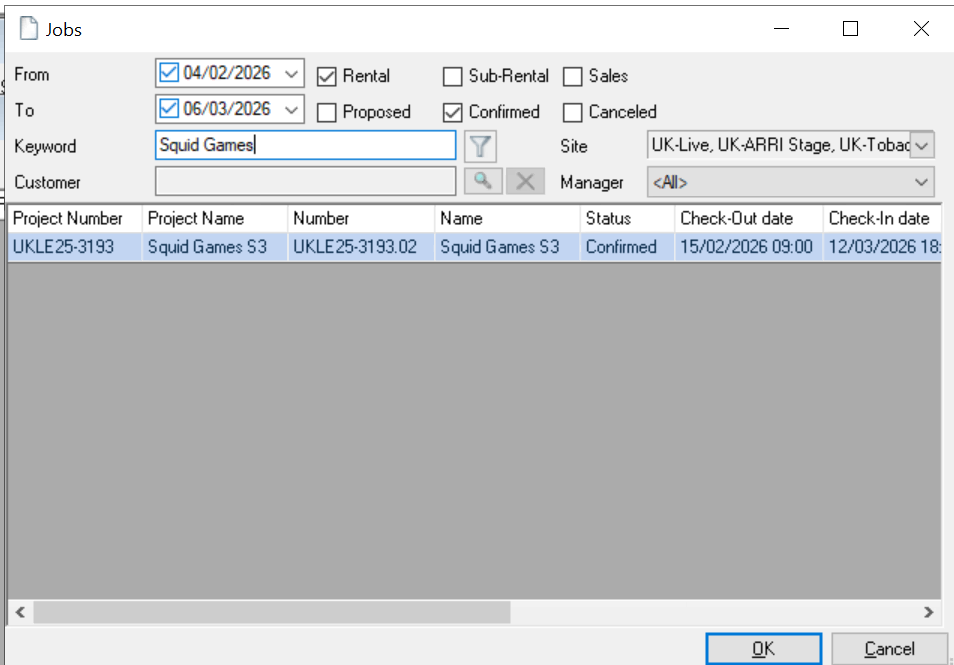 Jobs
From 04/02/2026 Rental Sub-Rental Sales
To 06/03/2026 Proposed Confirmed Canceled
Keyword Squid Games Site UK-Live, UK-ARRI Stage, UK-Tobac
Customer Manager <All>
Project Number Project Name Number Name Status Check-Out date Check-In date
UKLE25-3193 Squid Games S3 UKLE25-3193.02 Squid Games S3 Confirmed 15/02/2026 09:00 12/03/2026 18:
OK Cancel